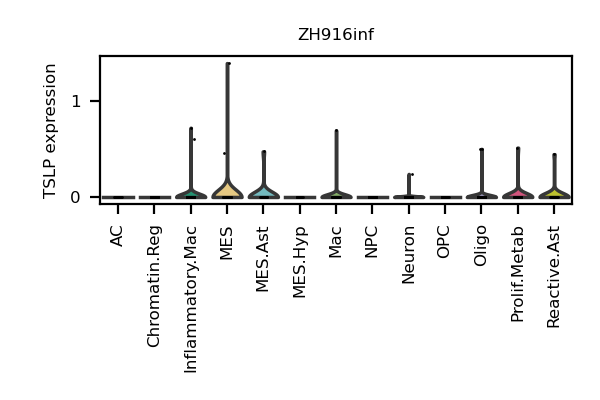 ZH916inf
TSLP expression
1
0
AC
Chromatin.Reg
Inflammatory.Mac
MES
MES.Ast
MES.Hyp
Mac
NPC
Neuron
OPC
Oligo
Prolif.Metab
Reactive.Ast